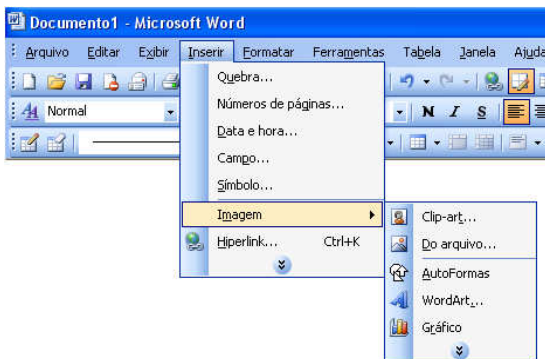 Documento1 - Microsoft Word
Arquivo Editar Exibir Inserir Formatar Ferramentas Tabela Janela Ajuda
Normal N I S
Quebra...
Números de páginas...
Data e hora...
Campo...
Símbolo...
Imagem
Hiperlink... Ctrl+K
Clip-art...
Do arquivo...
AutoFormas
WordArt...
Gráfico